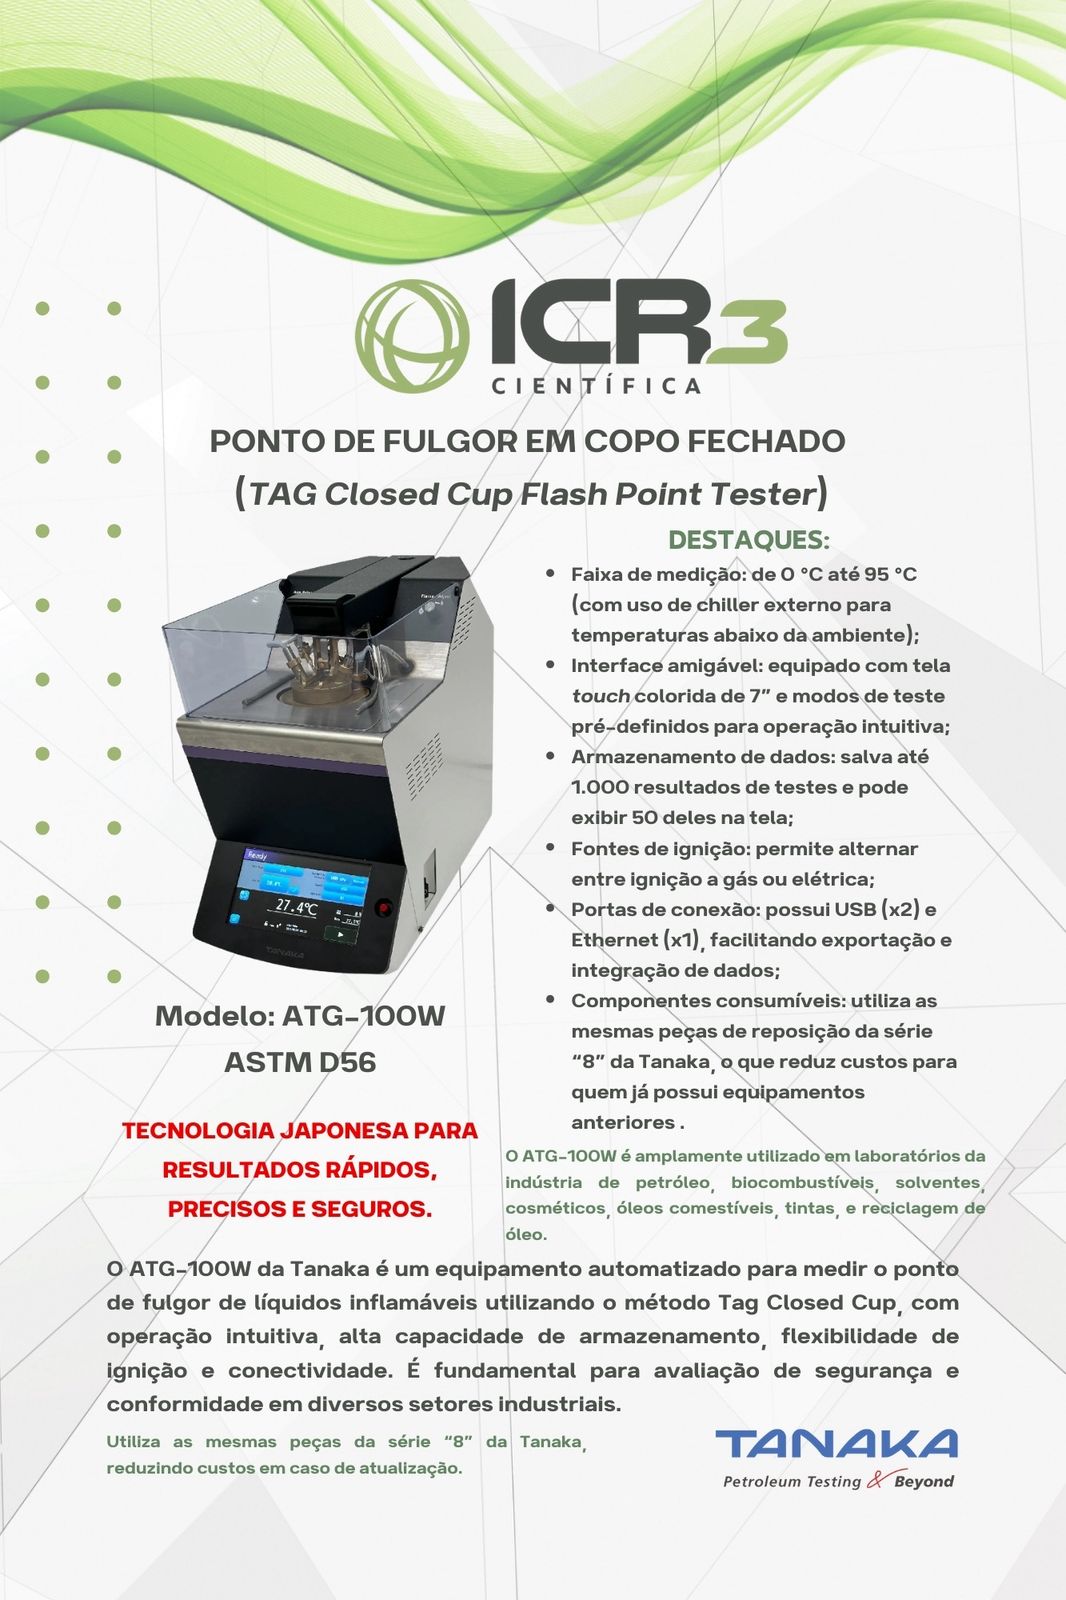 ICR3
CIENTÍFICA
PONTO DE FULGOR EM COPO FECHADO
(TAG Closed Cup Flash Point Tester)
DESTAQUES:
• Faixa de medição: de 0 °C até 95 °C
(com uso de chiller externo para
temperaturas abaixo da ambiente);
• Interface amigável: equipado com tela
touch colorida de 7” e modos de teste
pré-definidos para operação intuitiva;
• Armazenamento de dados: salva até
1.000 resultados de testes e pode
exibir 50 deles na tela;
• Fontes de ignição: permite alternar
entre ignição a gás ou elétrica;
• Portas de conexão: possui USB (x2) e
Ethernet (x1), facilitando exportação e
integração de dados;
• Componentes consumíveis: utiliza as
mesmas peças de reposição da série
“8” da Tanaka, o que reduz custos para
quem já possui equipamentos
anteriores .
Ready
27.4°C
TANAKA
Modelo: ATG-100W
ASTM D56
TECNOLOGIA JAPONESA PARA
RESULTADOS RÁPIDOS,
PRECISOS E SEGUROS.
O ATG-100W é amplamente utilizado em laboratórios da
indústria de petróleo, biocombustíveis, solventes,
cosméticos, óleos comestíveis, tintas, e reciclagem de
óleo.
O ATG-100W da Tanaka é um equipamento automatizado para medir o ponto
de fulgor de líquidos inflamáveis utilizando o método Tag Closed Cup, com
operação intuitiva, alta capacidade de armazenamento, flexibilidade de
ignição e conectividade. É fundamental para avaliação de segurança e
conformidade em diversos setores industriais.
Utiliza as mesmas peças da série “8” da Tanaka,
reduzindo custos em caso de atualização.
TANAKA
Petroleum Testing & Beyond